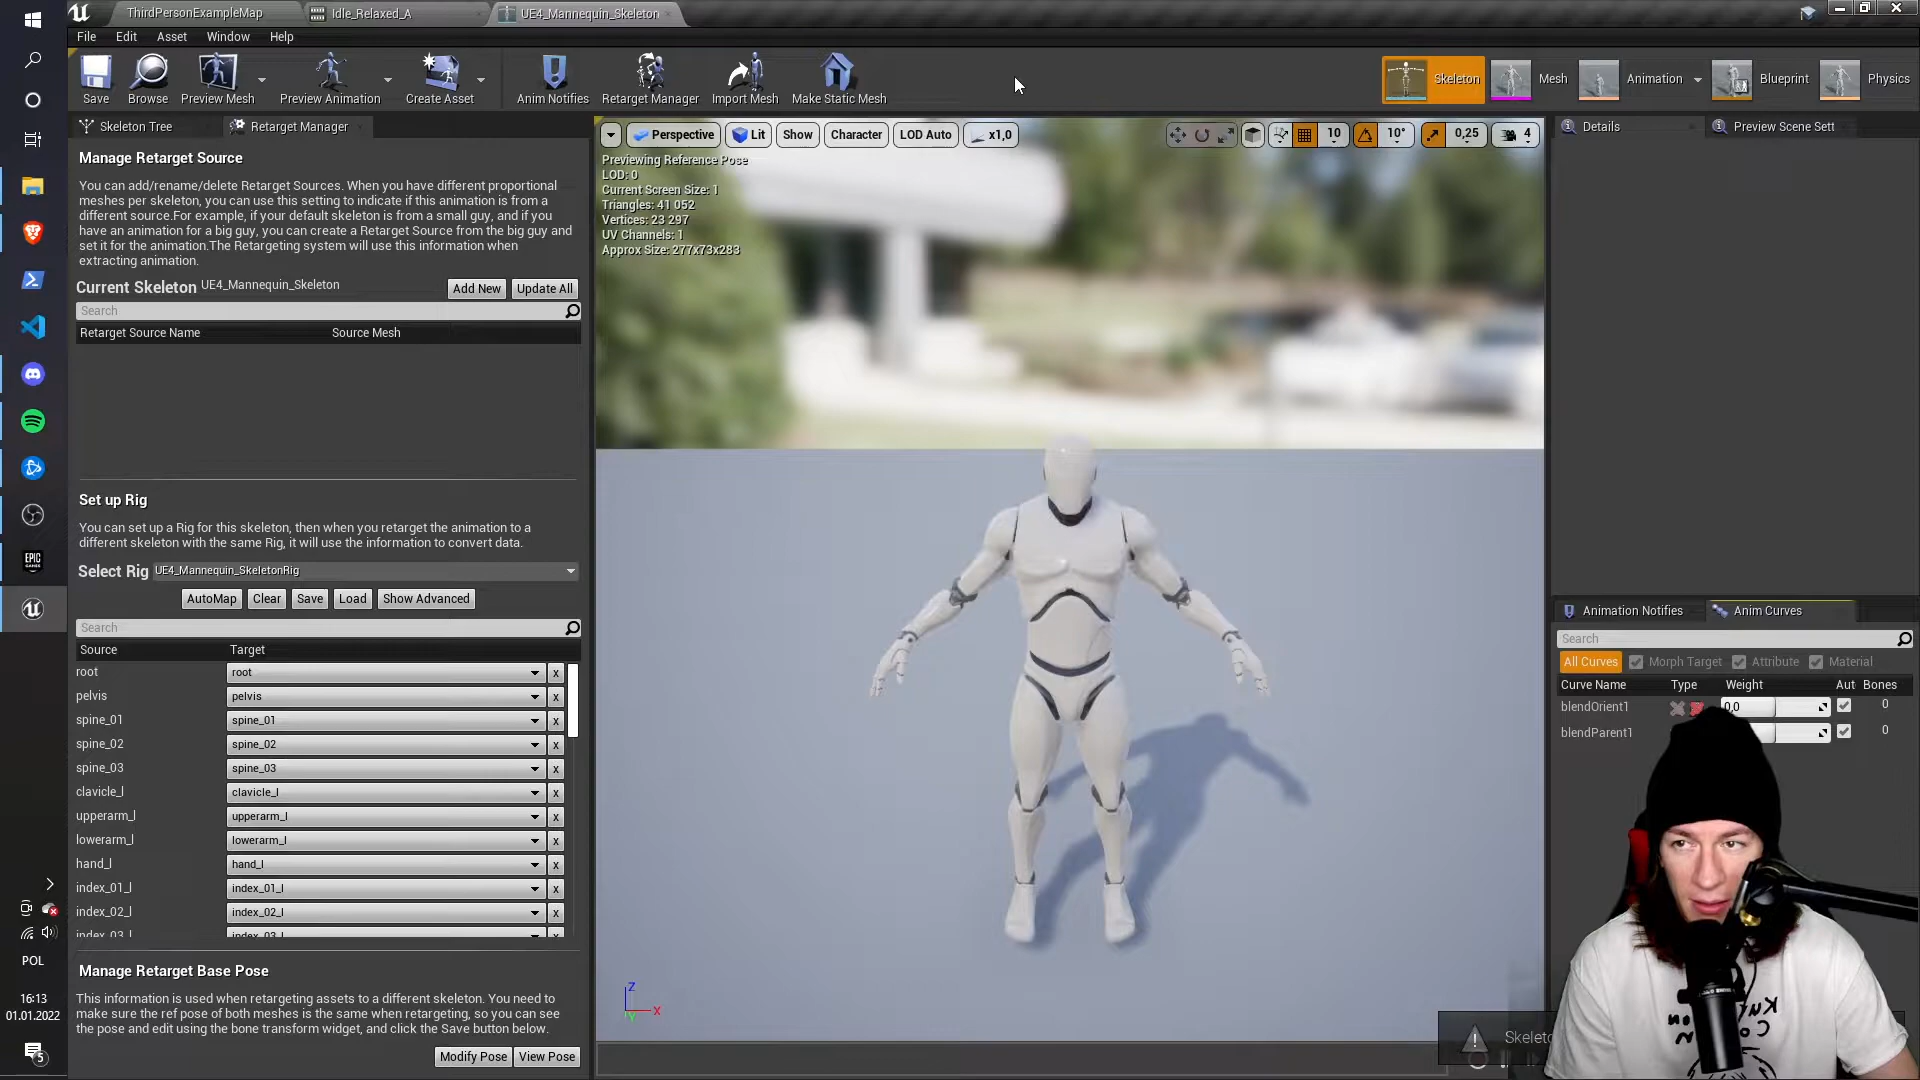 ThirdPersonExampleMap
Idle_Relaxed_A
UE4_Mannequin_Skeleton
File
Edit
Asset
Window
Help
Save
Browse
Preview Mesh
Preview Animation
Create Asset
Anim Notifies
Retarget Manager
Import Mesh
Make Static Mesh
Skeleton
Mesh
Animation
Blueprint
Physics
Skeleton Tree
Retarget Manager
Manage Retarget Source
You can add/rename/delete Retarget Sources. When you have different proportional
meshes per skeleton, you can use this setting to indicate if this animation is from a
different source.For example, if your default skeleton is from a small guy, and if you
have an animation for a big guy, you can create a Retarget Source from the big guy and
set it for the animation.The Retargeting system will use this information when
extracting animation.
Current Skeleton UE4_Mannequin_Skeleton
Add New
Update All
Search
Retarget Source Name
Source Mesh
Set up Rig
You can set up a Rig for this skeleton, then when you retarget the animation to a
different skeleton with the same Rig, it will use the information to convert data.
Select Rig UE4_Mannequin_SkeletonRig
AutoMap
Clear
Save
Load
Show Advanced
Search
Source Target
root root x
pelvis pelvis x
spine_01 spine_01 x
spine_02 spine_02 x
spine_03 spine_03 x
clavicle_l clavicle_l x
upperarm_l upperarm_l x
lowerarm_l lowerarm_l x
hand_l hand_l x
index_01_l index_01_l x
index_02_l index_02_l x
index_03_l index_03_l
Manage Retarget Base Pose
This information is used when retargeting assets to a different skeleton. You need to
make sure the ref pose of both meshes is the same when retargeting, so you can see
the pose and edit using the bone transform widget, and click the Save button below.
Modify Pose
View Pose
Perspective
Lit
Show
Character
LOD Auto
x1,0
10
10°
0,25
4
Previewing Reference Pose
LOD: 0
Current Screen Size: 1
Triangles: 41 052
Vertices: 23 297
UV Channels: 1
Approx Size: 277x73x283
Z
X
Y
Details
Preview Scene Sett
Animation Notifies
Anim Curves
Search
All Curves
Morph Target
Attribute
Material
Curve Name Type Weight Aut Bones
blendOrient1 0,0 0
blendParent1 0
EPIC
GAMES
POL
16:13
01.01.2022
5